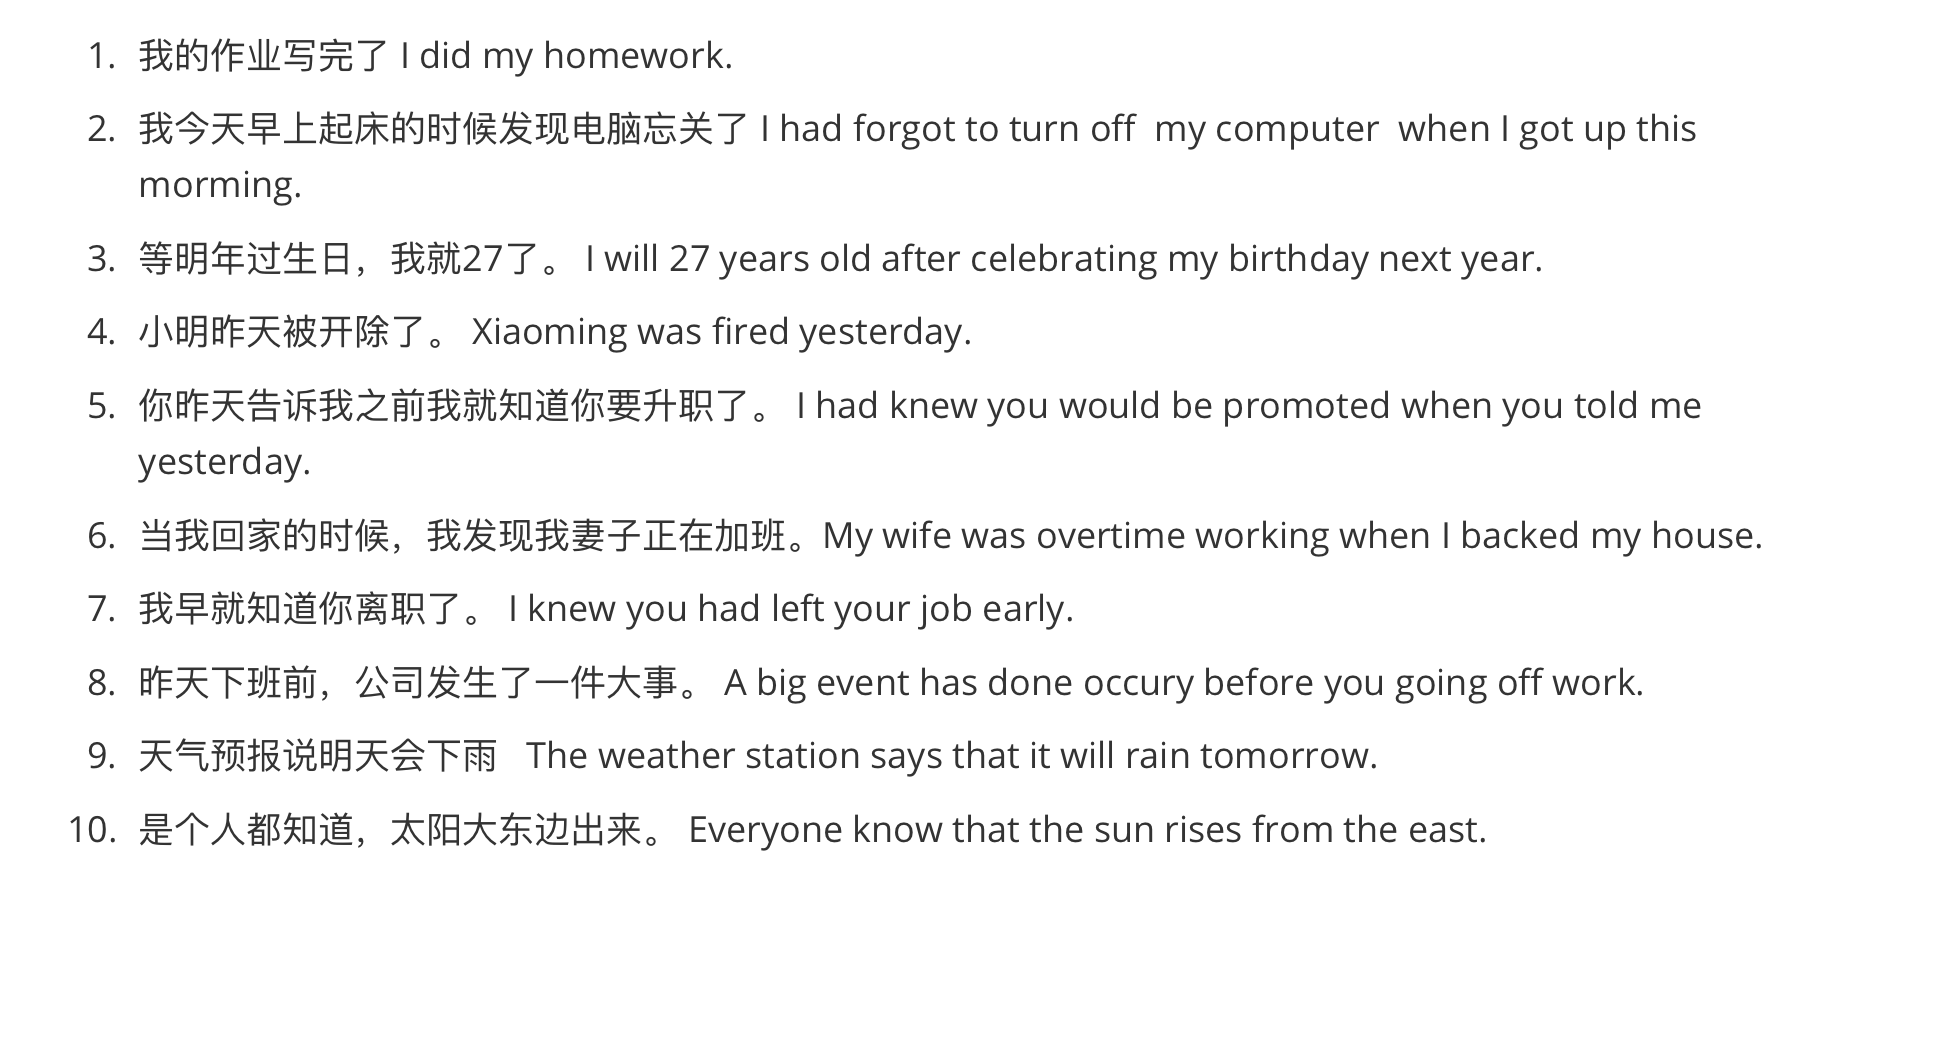 1. 我的作业写完了 I did my homework.
2. 我今天早上起床的时候发现电脑忘关了 I had forgot to turn off  my computer  when I got up this
morming.
3. 等明年过生日，我就27了。 I will 27 years old after celebrating my birthday next year.
4. 小明昨天被开除了。 Xiaoming was fired yesterday.
5. 你昨天告诉我之前我就知道你要升职了。 I had knew you would be promoted when you told me
yesterday.
6. 当我回家的时候，我发现我妻子正在加班。My wife was overtime working when I backed my house.
7. 我早就知道你离职了。 I knew you had left your job early.
8. 昨天下班前，公司发生了一件大事。 A big event has done occury before you going off work.
9. 天气预报说明天会下雨   The weather station says that it will rain tomorrow.
10. 是个人都知道，太阳大东边出来。 Everyone know that the sun rises from the east.